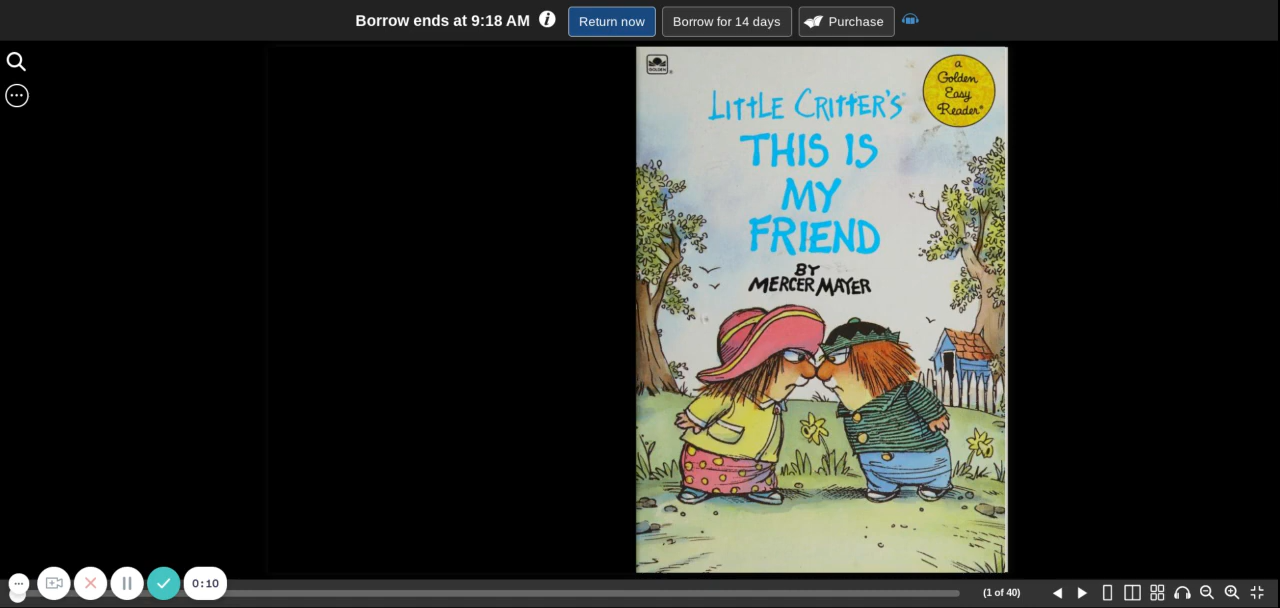 Borrow ends at 9:18 AM
Return now
Borrow for 14 days
Purchase
GOLDEN
a
Golden
Easy
Reader®
LITTLE CRITTER'S®
THIS IS
MY
FRIEND
BY
MERCER MAYER
0:10
(1 of 40)